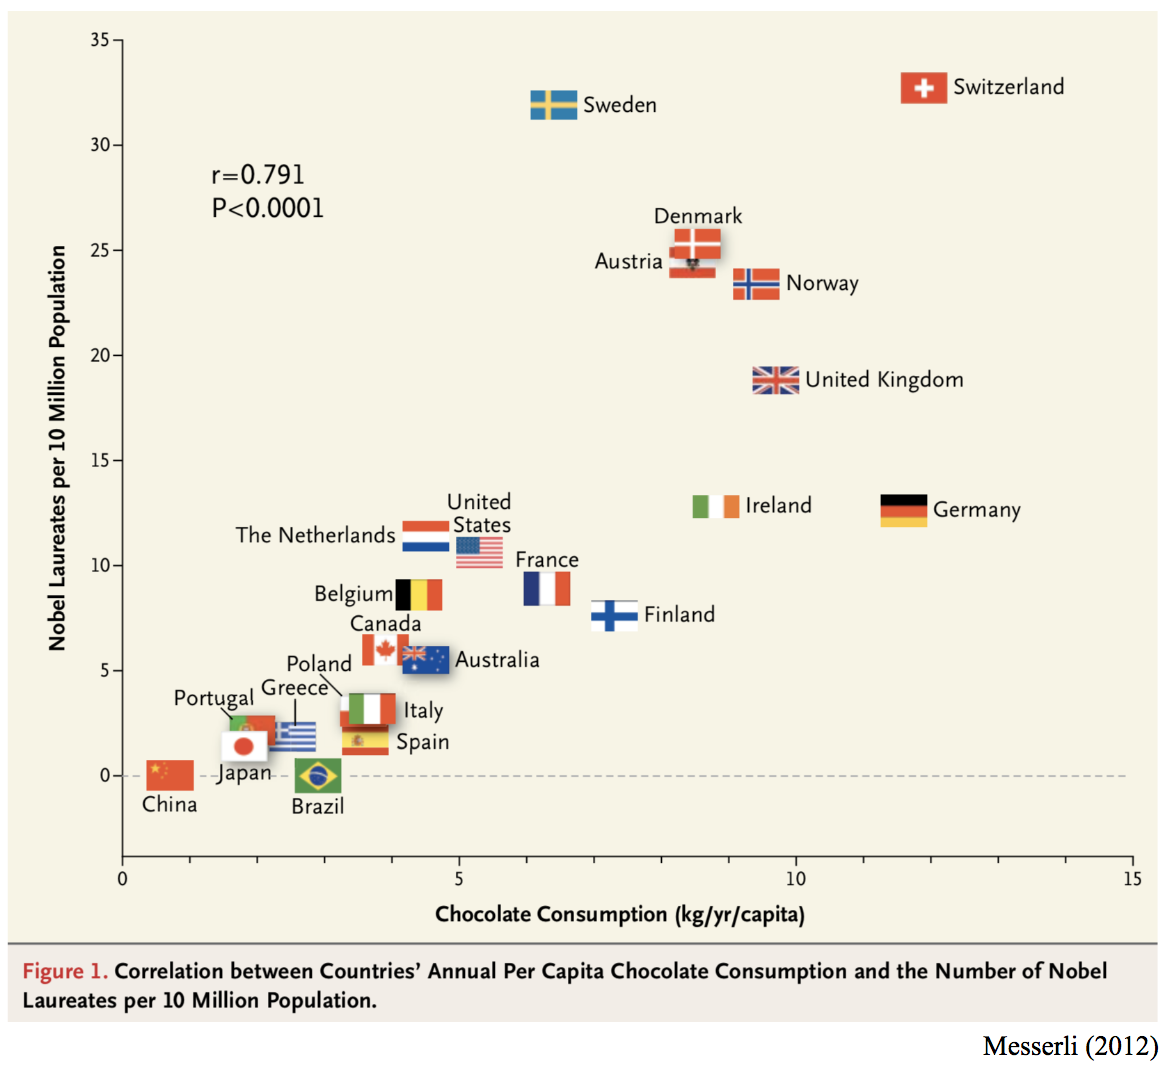 35
Sweden
Switzerland
30
r=0.791
P<0.0001
Denmark
25
Austria
Norway
Nobel Laureates per 10 Million Population
20
United Kingdom
15
United
States
The Netherlands
Ireland
Germany
10
France
Belgium
Finland
Canada
5
Australia
Poland
Greece
Portugal
Italy
Spain
0
Japan
China
Brazil
0
5
10
15
Chocolate Consumption (kg/yr/capita)
Figure 1. Correlation between Countries’ Annual Per Capita Chocolate Consumption and the Number of Nobel
Laureates per 10 Million Population.
Messerli (2012)